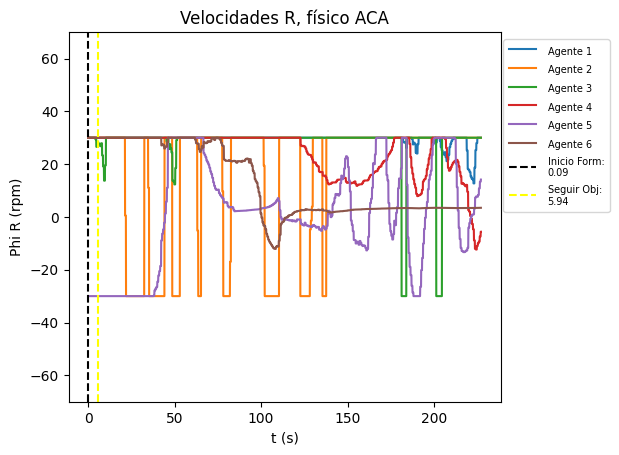 Velocidades R, físico ACA
Phi R (rpm)
60
40
20
0
−20
−40
−60
0
50
100
150
200
t (s)
Agente 1
Agente 2
Agente 3
Agente 4
Agente 5
Agente 6
Inicio Form:
0.09
Seguir Obj:
5.94